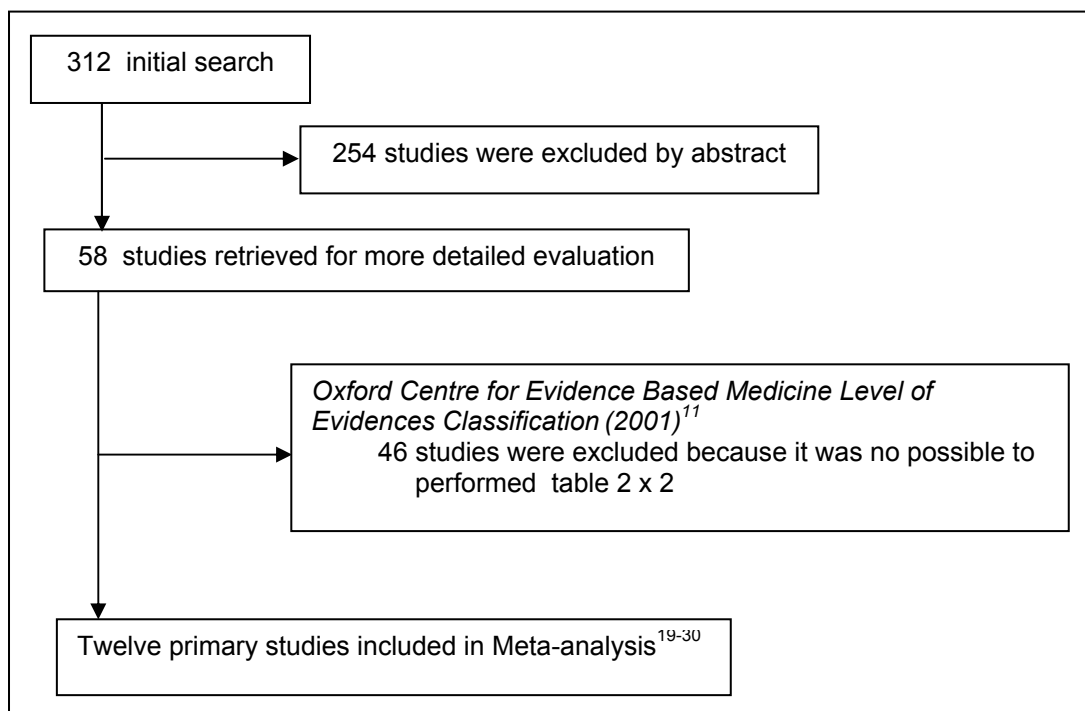 312 initial search
254 studies were excluded by abstract
58 studies retrieved for more detailed evaluation
Oxford Centre for Evidence Based Medicine Level of
Evidences Classification (2001)11
46 studies were excluded because it was no possible to
performed table 2 x 2
Twelve primary studies included in Meta-analysis19-30